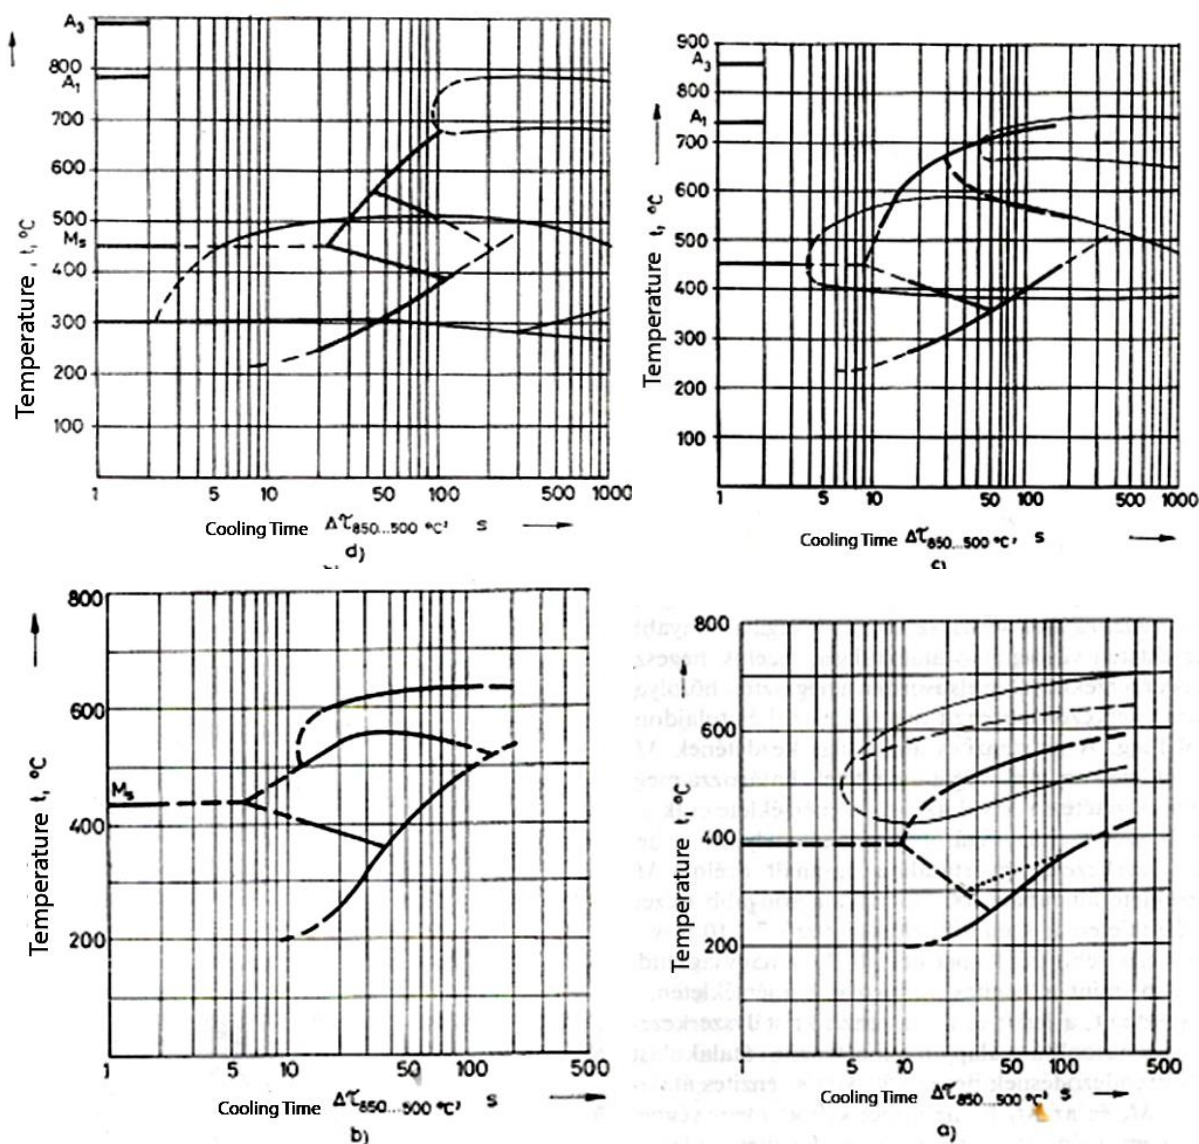 A₃
800
A₁
700
600
500
Mₛ
400
300
200
100
Temperature , t, °C
1 5 10 50 100 500 1000
Cooling Time Δτ850...500 °C, s
d)
900
A₃
800
A₁
700
600
500
400
300
200
100
Temperature t, °C
1 5 10 50 100 500 1000
Cooling Time Δτ850...500 °C, s
800
600
Mₛ
400
200
Temperature t, °C
1 5 10 50 100 500
Cooling Time Δτ850...500 °C, s
b)
800
600
400
200
Temperature t, °C
1 5 10 50 100 500
Cooling Time Δτ850...500 °C, s
a)